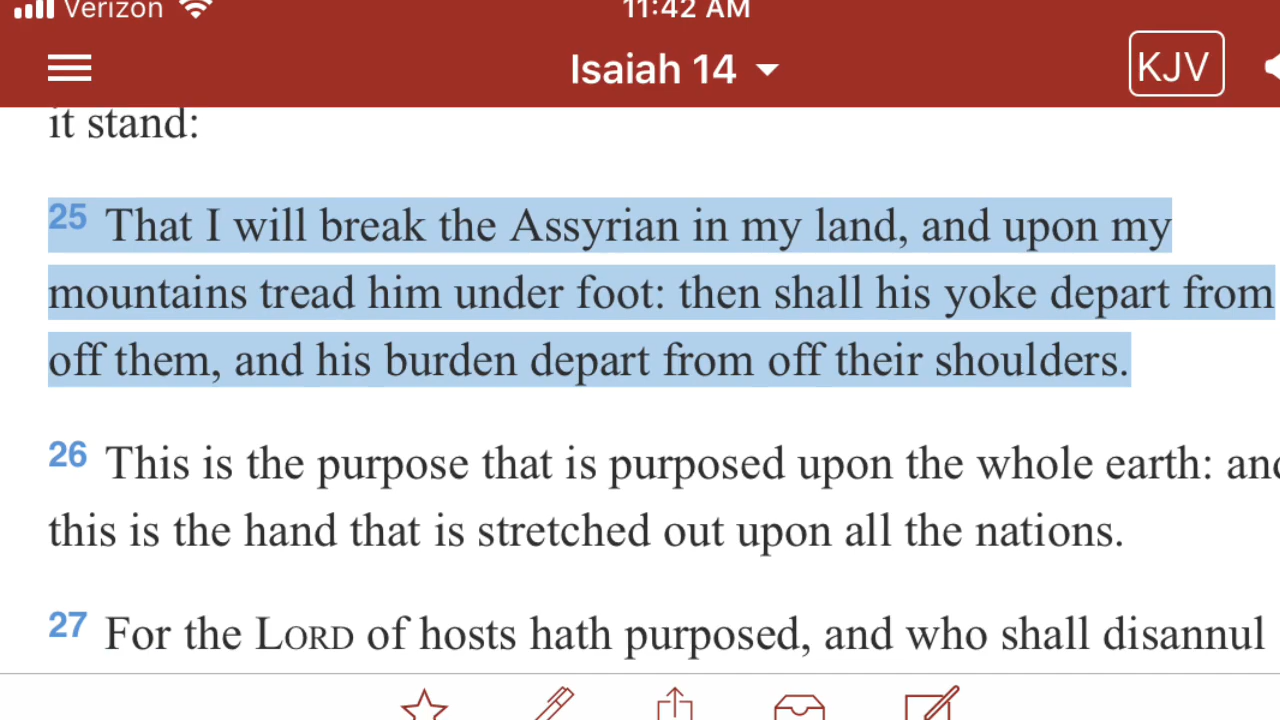 Verizon
11:42 AM
Isaiah 14
KJV
it stand:
25 That I will break the Assyrian in my land, and upon my
mountains tread him under foot: then shall his yoke depart from
off them, and his burden depart from off their shoulders.
26 This is the purpose that is purposed upon the whole earth:
this is the hand that is stretched out upon all the nations.
27 For the LORD of hosts hath purposed, and who shall disannul